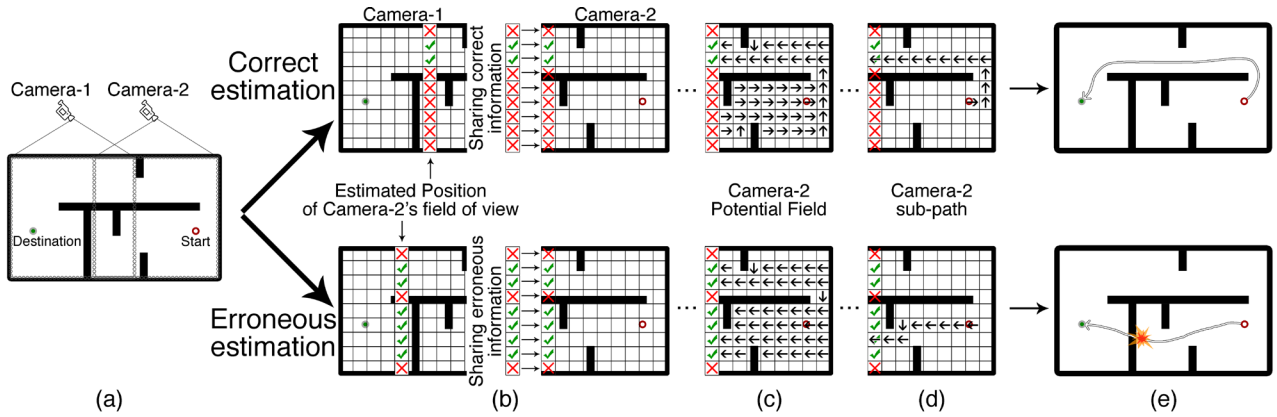 Camera-1
Camera-2
Destination
Start
(a)
Correct
estimation
Erroneous
estimation
Camera-1
Sharing correct
information
Camera-2
Estimated Position
of Camera-2's field of view
Sharing erroneous
information
(b)
...
Camera-2
Potential Field
...
(c)
...
Camera-2
sub-path
...
(d)
(e)